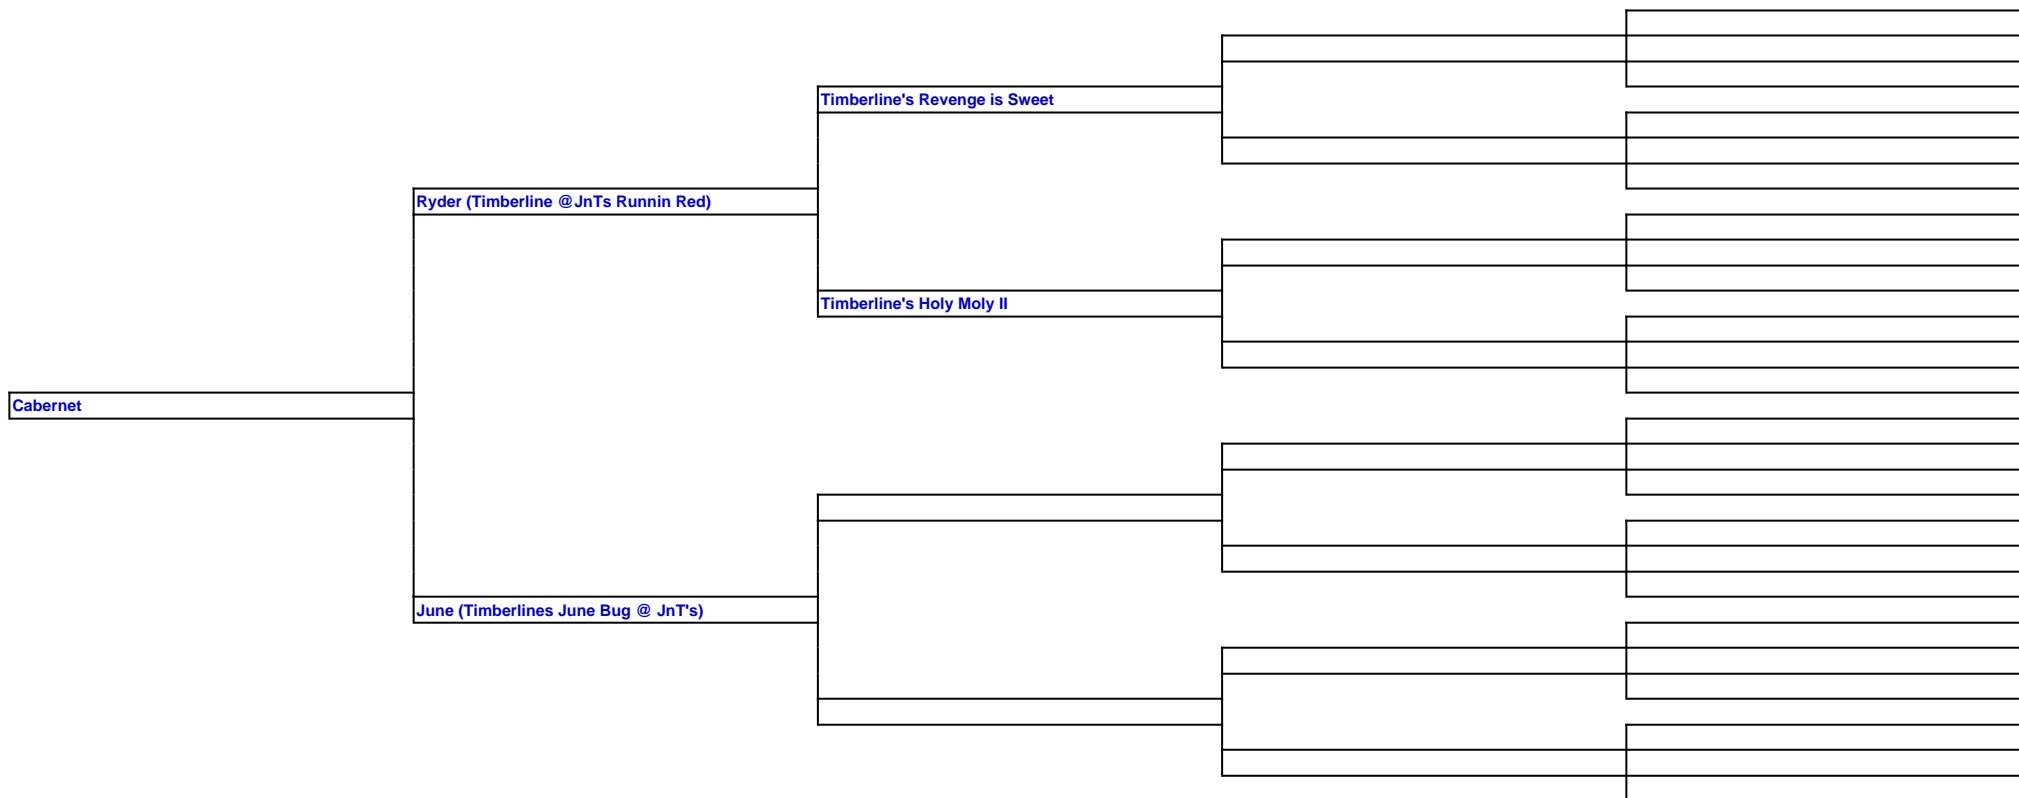 Timberline's Revenge is Sweet
Ryder (Timberline @JnTs Runnin Red)
Timberline's Holy Moly II
Cabernet
June (Timberlines June Bug @ JnT's)